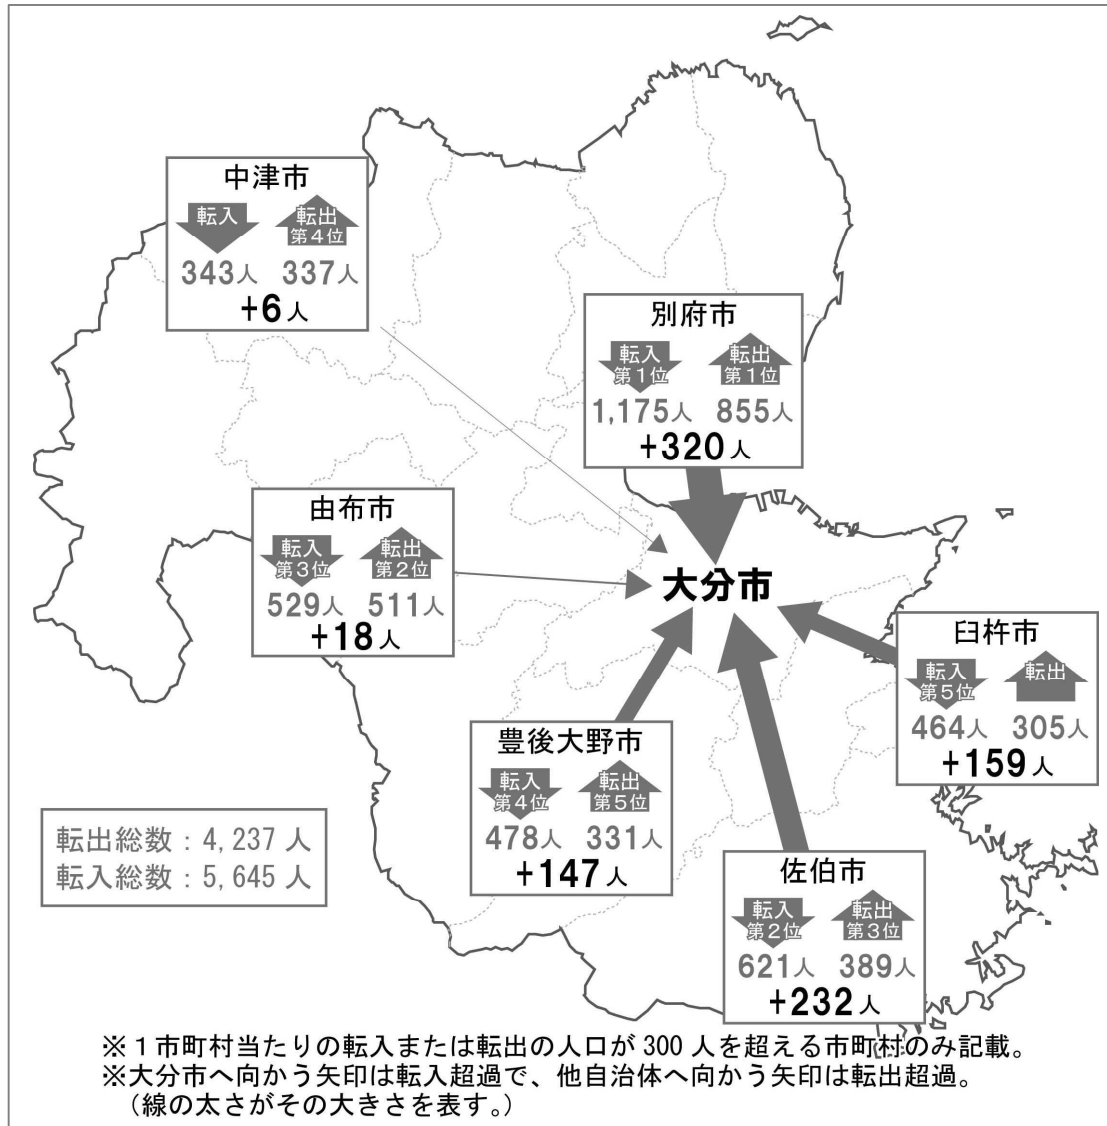 中津市
転入
転出
第4位
343人 337人
+6人
別府市
転入
第1位
転出
第1位
1,175人 855人
+320人
由布市
転入
第3位
転出
第2位
529人 511人
+18人
大分市
臼杵市
転入
第5位
転出
464人 305人
+159人
豊後大野市
転入
第4位
転出
第5位
478人 331人
+147人
佐伯市
転入
第2位
転出
第3位
621人 389人
+232人
転出総数:4,237人
転入総数:5,645人
※1市町村当たりの転入または転出の人口が300人を超える市町村のみ記載。
※大分市へ向かう矢印は転入超過で、他自治体へ向かう矢印は転出超過。
(線の太さがその大きさを表す。)